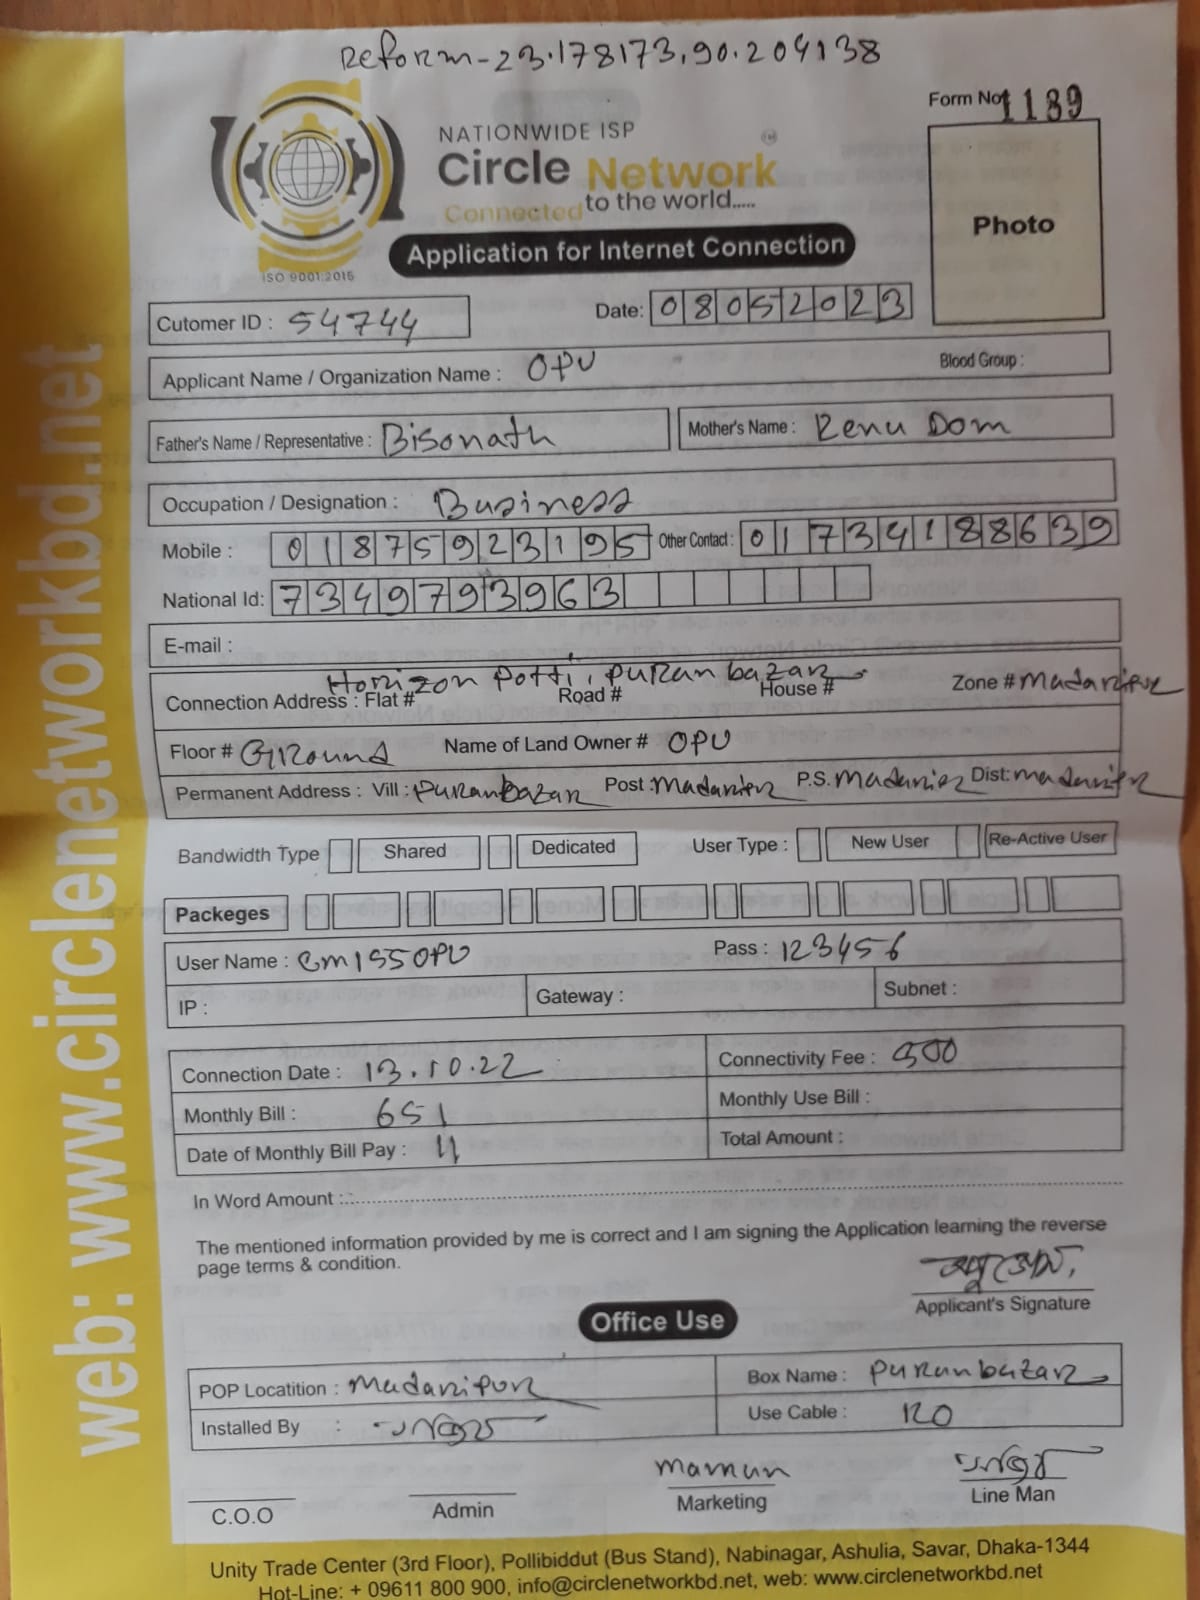 Reform-23.178173,90.204138
Form No 1189
NATIONWIDE ISP
Circle Network
Connected to the world.....
ISO 9001:2015
Application for Internet Connection
Photo
Cutomer ID : 54744
Date: 08052023
Applicant Name / Organization Name : OPU Blood Group :
Father's Name / Representative : Bisonath Mother's Name : Renu Dom
Occupation / Designation : Business
Mobile : 01875923195 Other Contact : 01734188639
National Id: 7349793963
E-mail :
Horizon Potti, Puran bazar
Connection Address : Flat # Road # House # Zone # Madaripur
Floor # Ground Name of Land Owner # OPU
Permanent Address : Vill : Puranbazar Post : Madaripur P.S. Madaripur Dist: Madaripur
Bandwidth Type Shared Dedicated User Type : New User Re-Active User
Packeges
User Name : cm155OPU Pass : 123456
IP : Gateway : Subnet :
Connection Date : 13.10.22 Connectivity Fee : 500
Monthly Bill : 651 Monthly Use Bill :
Date of Monthly Bill Pay : 11 Total Amount :
In Word Amount :
The mentioned information provided by me is correct and I am signing the Application learning the reverse
page terms & condition.
Applicant's Signature
Office Use
POP Locatition : Madaripur Box Name : Puranbazar
Installed By : Use Cable : 120
Mamun
C.O.O Admin Marketing Line Man
Unity Trade Center (3rd Floor), Pollibiddut (Bus Stand), Nabinagar, Ashulia, Savar, Dhaka-1344
Hot-Line: + 09611 800 900, info@circlenetworkbd.net, web: www.circlenetworkbd.net
web: www.circlenetworkbd.net